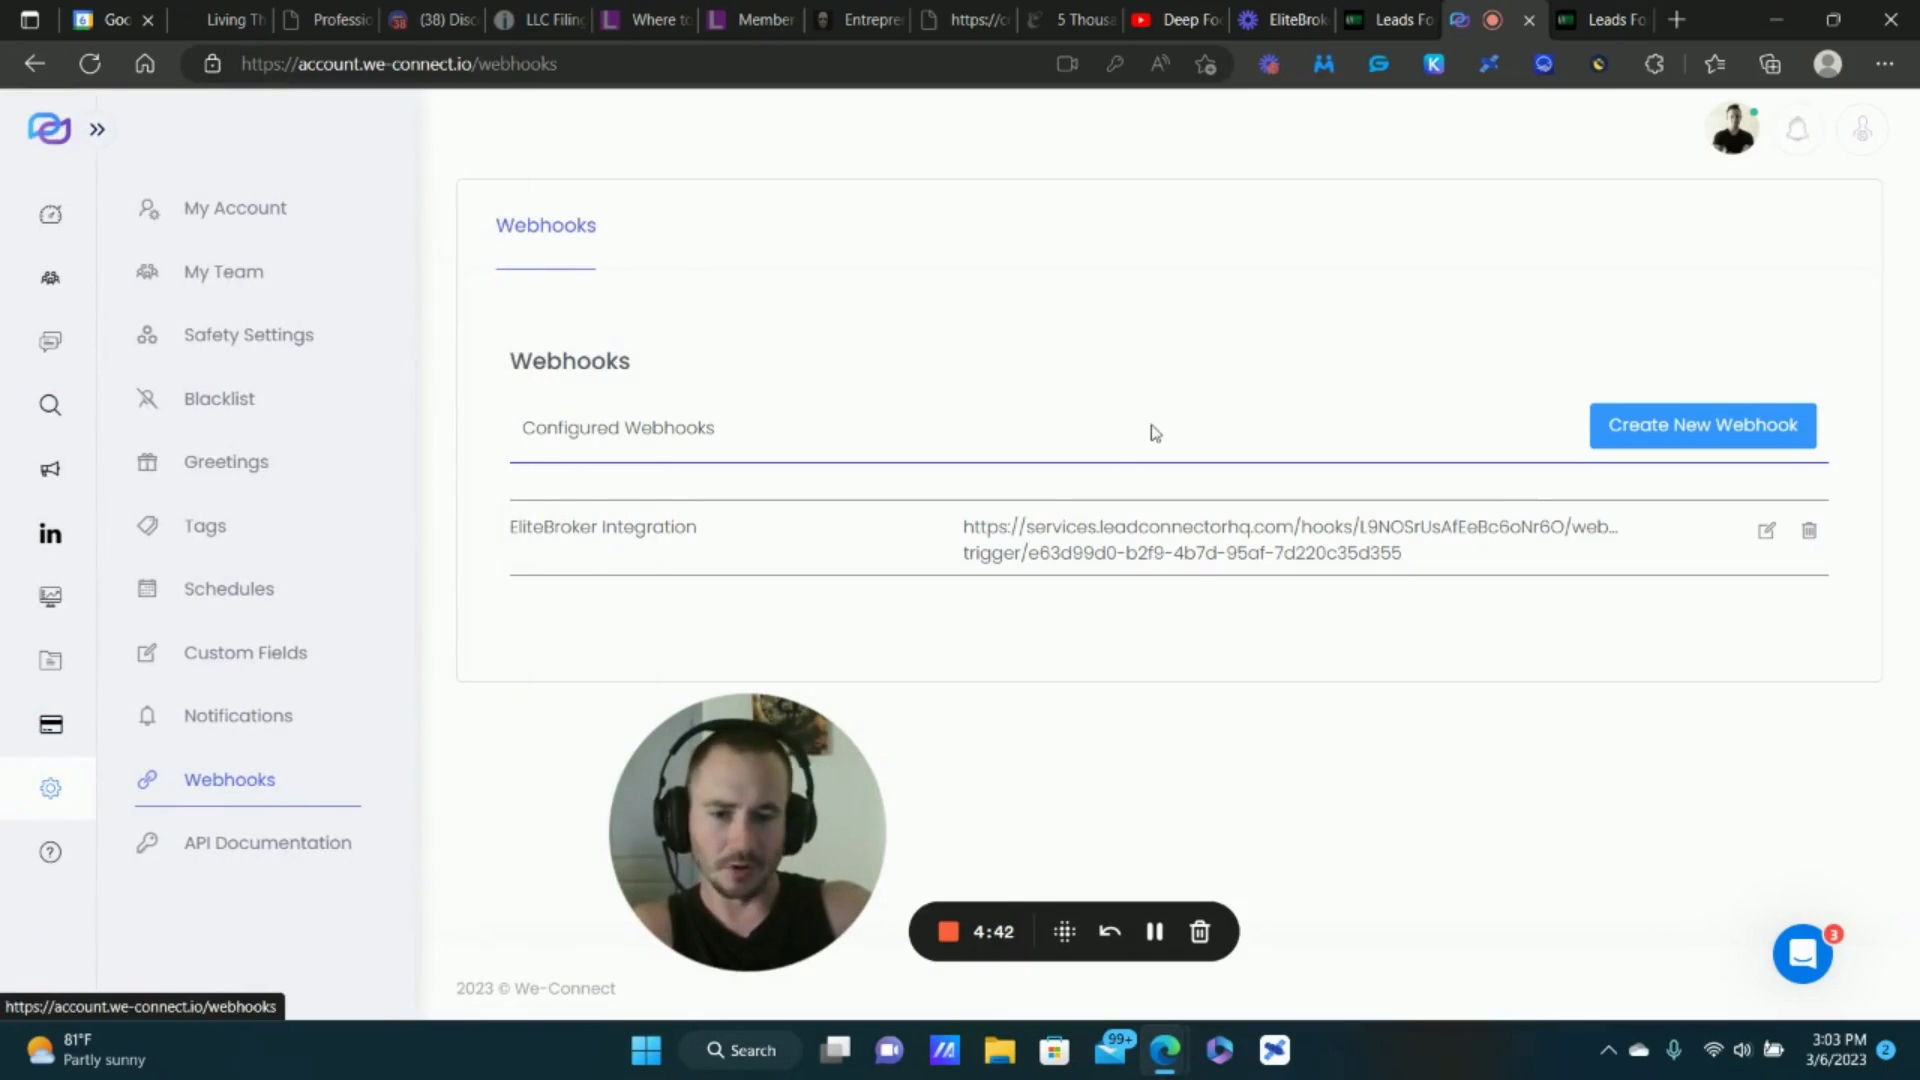 Goo
Living Th
Professio
(38) Disc
LLC Filing
Where to
Member
Entrepre
5 Thousa
Deep Foc
EliteBrok
Leads Fo
Leads Fo
https://account.we-connect.io/webhooks
My Account
My Team
Safety Settings
Blacklist
Greetings
Tags
Schedules
Custom Fields
Notifications
Webhooks
API Documentation
Webhooks
Webhooks
Configured Webhooks
Create New Webhook
EliteBroker Integration
https://services.leadconnectorhq.com/hooks/L9NOSrUsAfEeBc6oNr6O/web...
trigger/e63d99d0-b2f9-4b7d-95af-7d220c35d355
4:42
3
2023 © We-Connect
https://account.we-connect.io/webhooks
81°F
Partly sunny
Search
99+
3:03 PM
3/6/2023
2